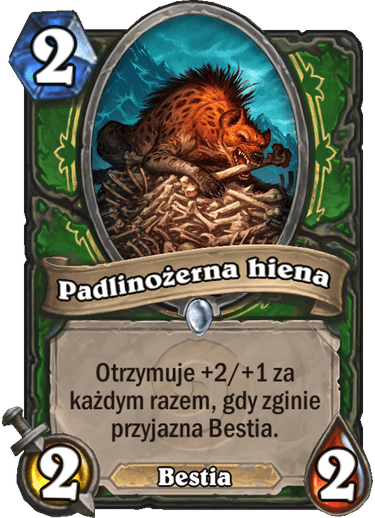 2
Padlinożerna hiena
Otrzymuje +2/+1 za
każdym razem, gdy zginie
przyjazna Bestia.
2
Bestia
2